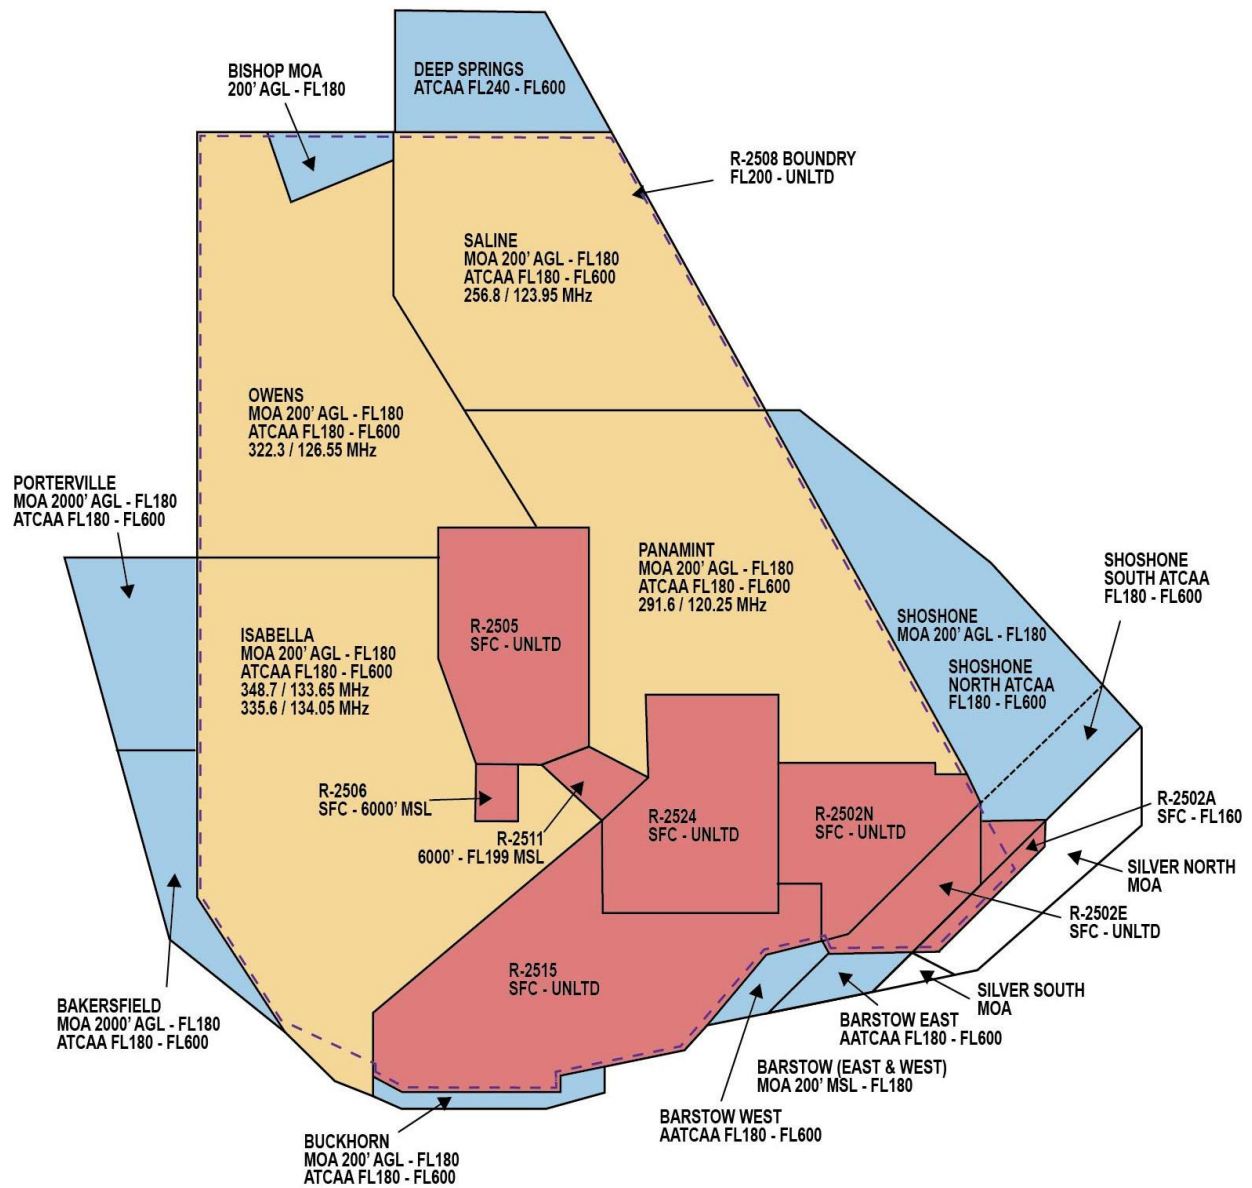 DEEP SPRINGS
ATCAA FL240 - FL600
BISHOP MOA
200' AGL - FL180
R-2508 BOUNDRY
FL200 - UNLTD
SALINE
MOA 200' AGL - FL180
ATCAA FL180 - FL600
256.8 / 123.95 MHz
OWENS
MOA 200' AGL - FL180
ATCAA FL180 - FL600
322.3 / 126.55 MHz
PORTERVILLE
MOA 2000' AGL - FL180
ATCAA FL180 - FL600
PANAMINT
MOA 200' AGL - FL180
ATCAA FL180 - FL600
291.6 / 120.25 MHz
SHOSHONE
SOUTH ATCAA
FL180 - FL600
SHOSHONE
MOA 200' AGL - FL180
SHOSHONE
NORTH ATCAA
FL180 - FL600
R-2505
SFC - UNLTD
ISABELLA
MOA 200' AGL - FL180
ATCAA FL180 - FL600
348.7 / 133.65 MHz
335.6 / 134.05 MHz
R-2506
SFC - 6000' MSL
R-2511
6000' - FL199 MSL
R-2524
SFC - UNLTD
R-2502N
SFC - UNLTD
R-2502A
SFC - FL160
SILVER NORTH
MOA
R-2502E
SFC - UNLTD
R-2515
SFC - UNLTD
SILVER SOUTH
MOA
BAKERSFIELD
MOA 2000' AGL - FL180
ATCAA FL180 - FL600
BARSTOW EAST
AATCAA FL180 - FL600
BARSTOW (EAST & WEST)
MOA 200' MSL - FL180
BARSTOW WEST
AATCAA FL180 - FL600
BUCKHORN
MOA 200' AGL - FL180
ATCAA FL180 - FL600